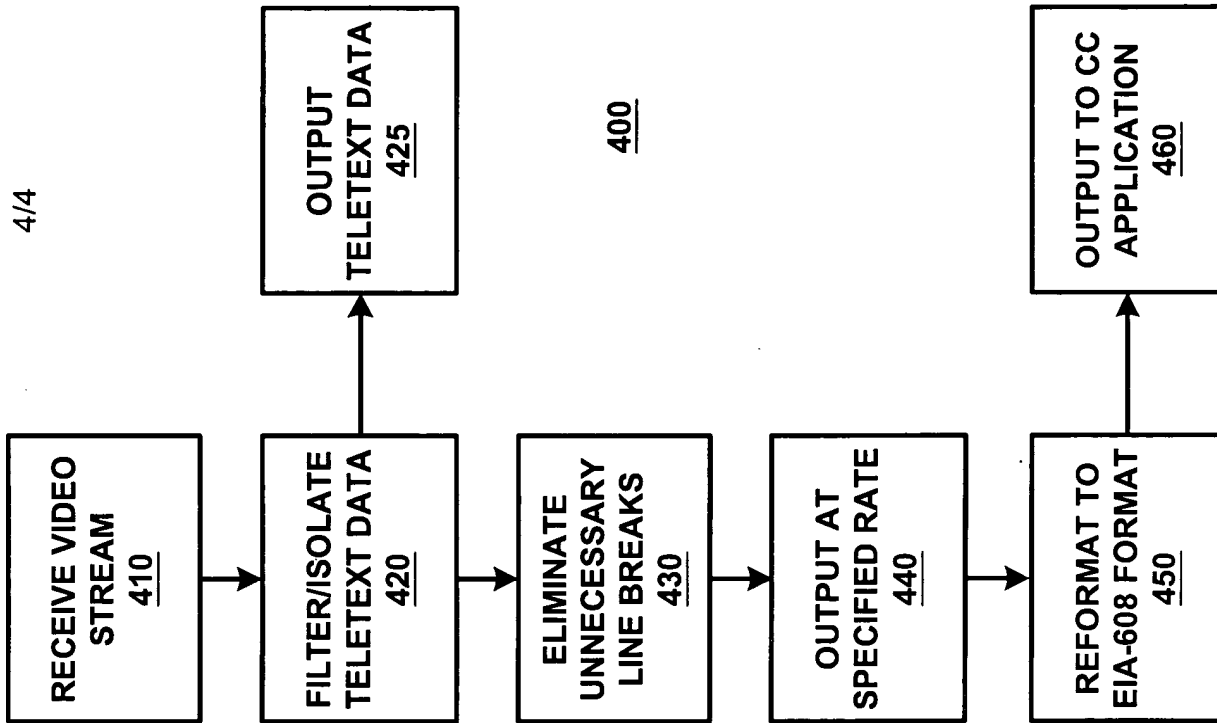 4/4
RECEIVE VIDEO
STREAM
410
FILTER/ISOLATE
TELETEXT DATA
420
OUTPUT
TELETEXT DATA
425
ELIMINATE
UNNECESSARY
LINE BREAKS
430
400
OUTPUT AT
SPECIFIED RATE
440
REFORMAT TO
EIA-608 FORMAT
450
OUTPUT TO CC
APPLICATION
460